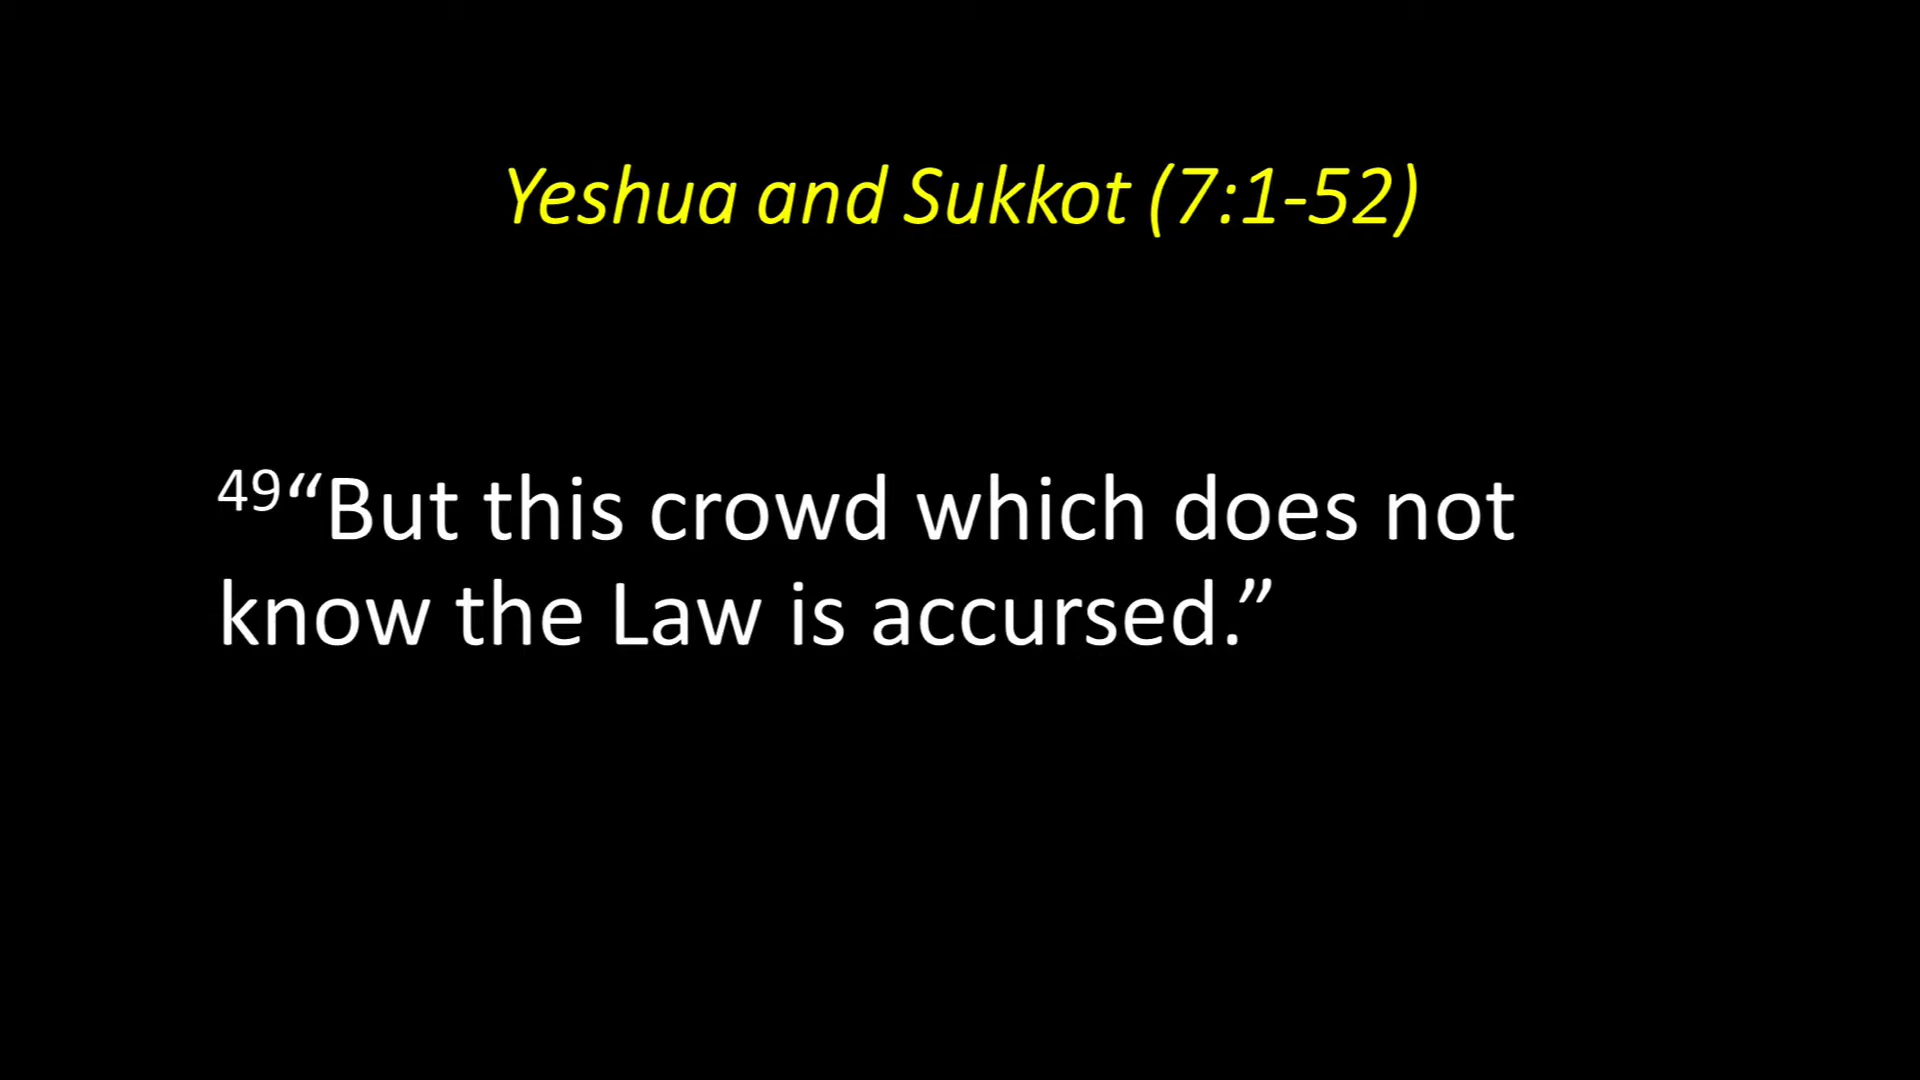 Yeshua and Sukkot (7:1-52)
49“But this crowd which does not
know the Law is accursed.”